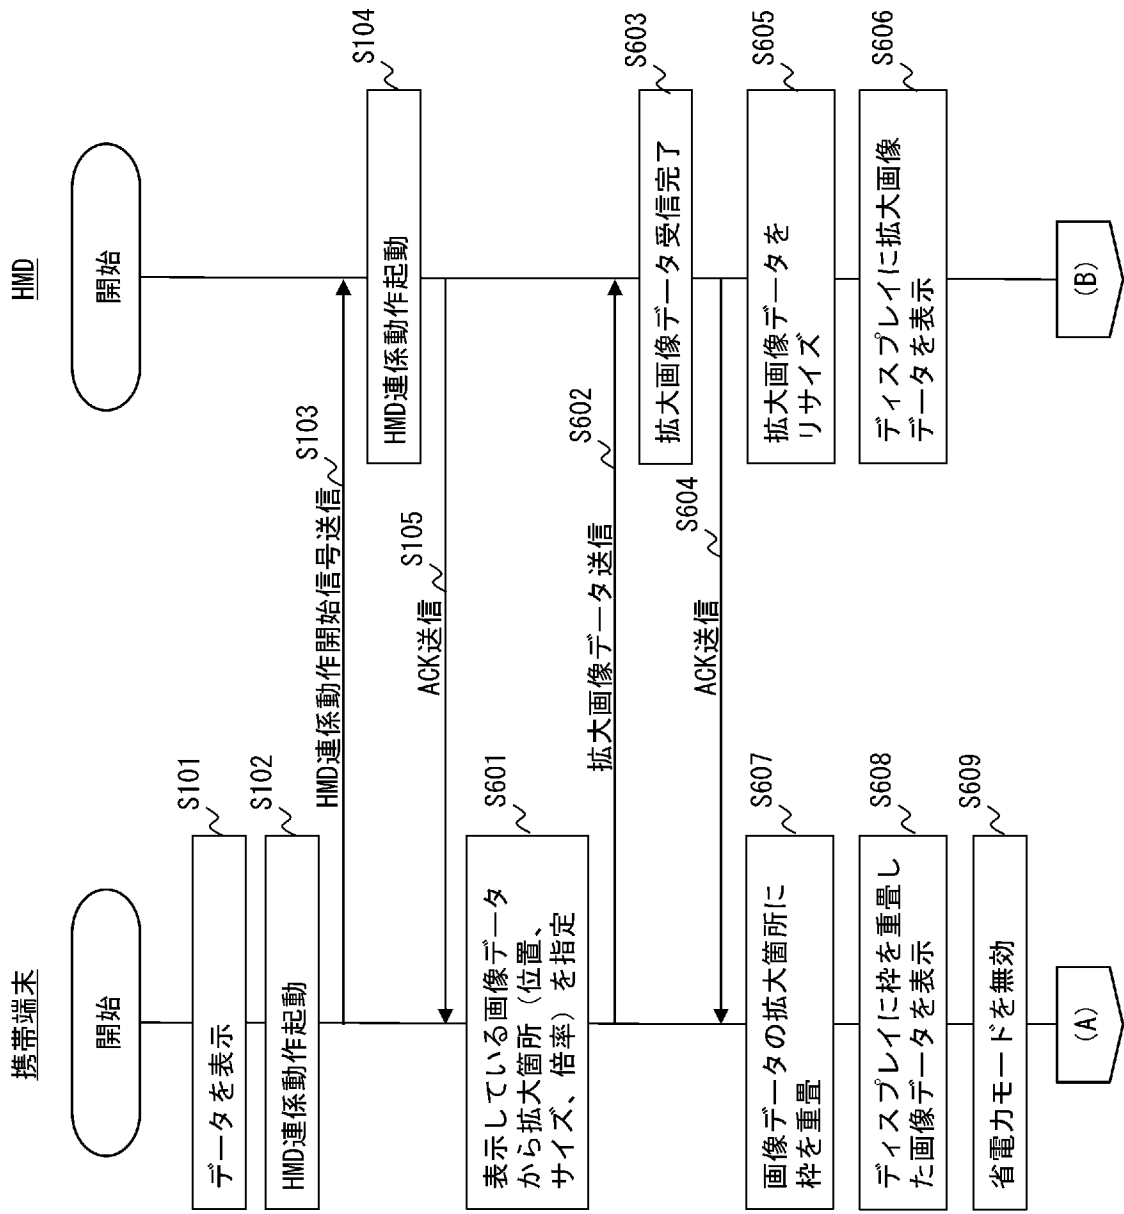 携帯端末
HMD
開始
開始
S101
データを表示
S102
HMD連係動作起動
S103
HMD連係動作開始信号送信
S104
HMD連係動作起動
S105
ACK送信
S601
表示している画像データ
から拡大箇所（位置、
サイズ、倍率）を指定
S602
拡大画像データ送信
S603
拡大画像データ受信完了
S604
ACK送信
S605
拡大画像データを
リサイズ
S607
画像データの拡大箇所に
枠を重畳
S606
ディスプレイに拡大画像
データを表示
S608
ディスプレイに枠を重畳し
た画像データを表示
S609
省電力モードを無効
(A)
(B)